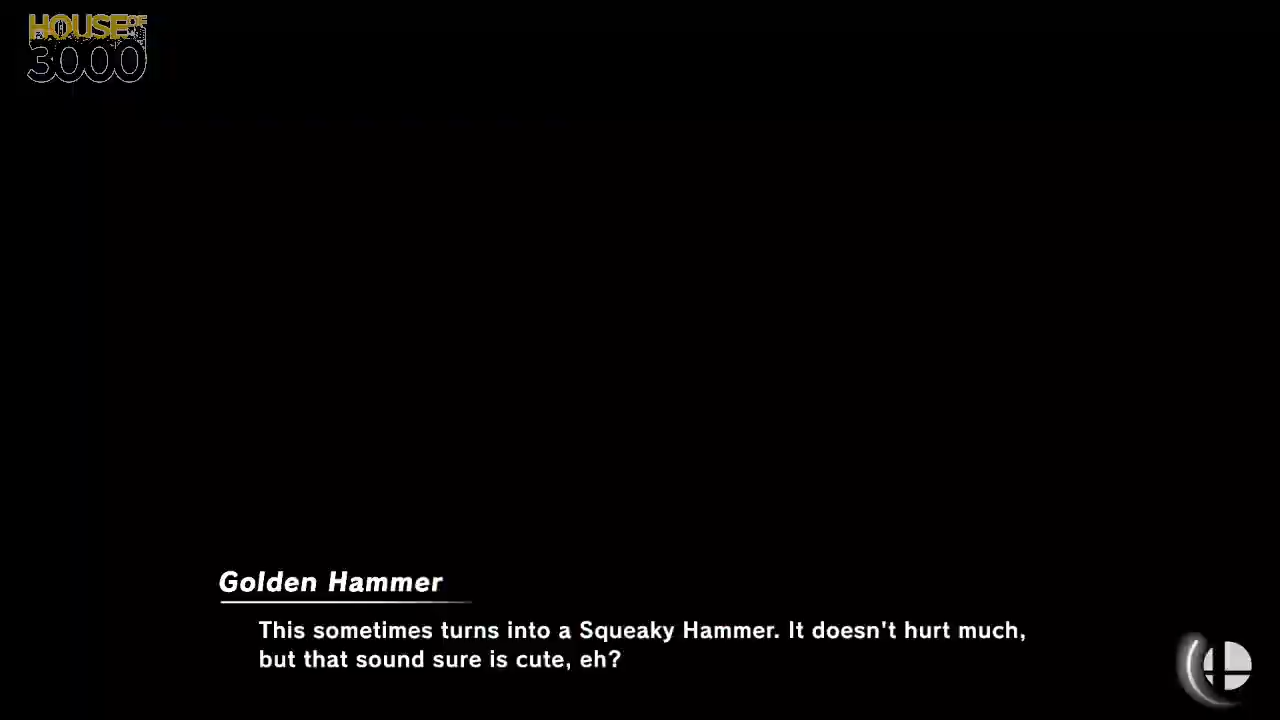 HOUSE OF
3000
Golden Hammer
This sometimes turns into a Squeaky Hammer. It doesn't hurt much,
but that sound sure is cute, eh?